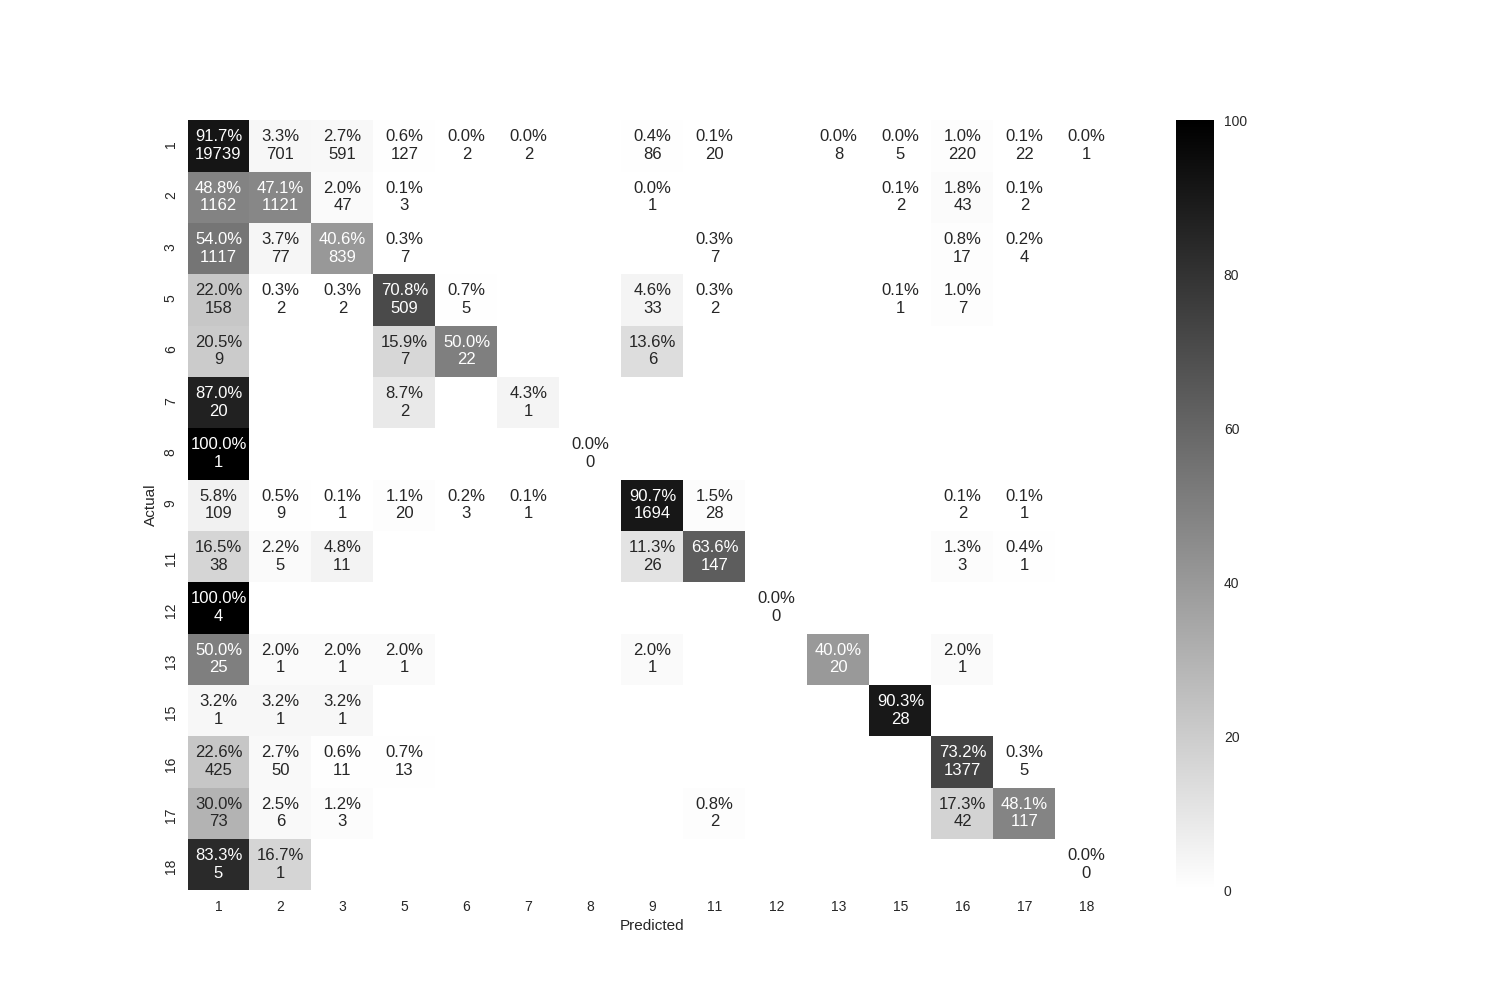 91.7% 3.3% 2.7% 0.6% 0.0% 0.0% 0.4% 0.1% 0.0% 0.0% 1.0% 0.1% 0.0% 100
1 19739 701 591 127 2 2 86 20 8 5 220 22 1
48.8% 47.1% 2.0% 0.1% 0.0% 0.1% 1.8% 0.1%
2 1162 1121 47 3 1 2 43 2
54.0% 3.7% 40.6% 0.3% 0.3% 0.8% 0.2%
3 1117 77 839 7 7 17 4
80
22.0% 0.3% 0.3% 70.8% 0.7% 4.6% 0.3% 0.1% 1.0%
5 158 2 2 509 5 33 2 1 7
20.5% 15.9% 50.0% 13.6%
6 9 7 22 6
87.0% 8.7% 4.3%
7 20 2 1
60
100.0% 0.0%
8 1 0
Actual
5.8% 0.5% 0.1% 1.1% 0.2% 0.1% 90.7% 1.5% 0.1% 0.1%
9 109 9 1 20 3 1 1694 28 2 1
16.5% 2.2% 4.8% 11.3% 63.6% 1.3% 0.4%
11 38 5 11 26 147 3 1
40
100.0% 0.0%
12 4 0
50.0% 2.0% 2.0% 2.0% 2.0% 40.0% 2.0%
13 25 1 1 1 1 20 1
3.2% 3.2% 3.2% 90.3%
15 1 1 1 28
20
22.6% 2.7% 0.6% 0.7% 73.2% 0.3%
16 425 50 11 13 1377 5
30.0% 2.5% 1.2% 0.8% 17.3% 48.1%
17 73 6 3 2 42 117
83.3% 16.7% 0.0%
18 5 1 0
0
1 2 3 5 6 7 8 9 11 12 13 15 16 17 18
Predicted